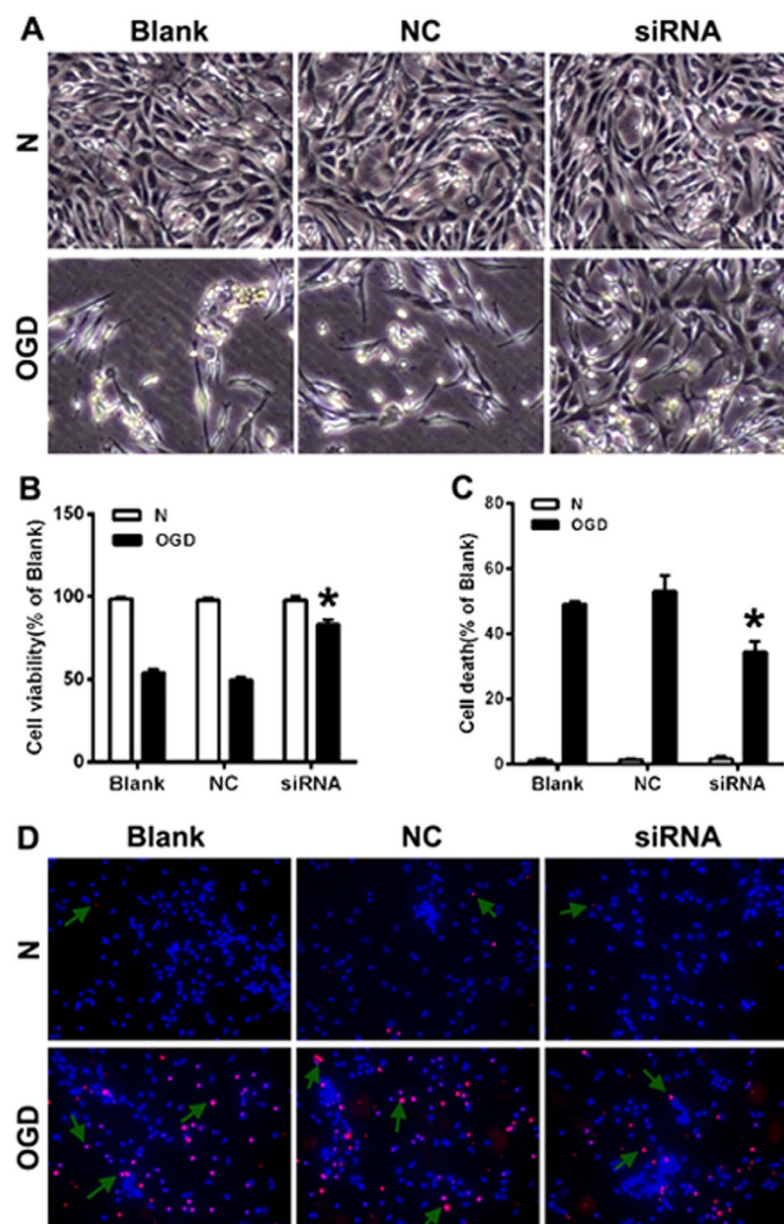 A
Blank NC siRNA
N
OGD
B
Cell viability(% of Blank)
150
100
50
0
N
OGD
*
Blank NC siRNA
C
Cell death(% of Blank)
80
60
40
20
0
N
OGD
*
Blank NC siRNA
D
Blank NC siRNA
N
OGD